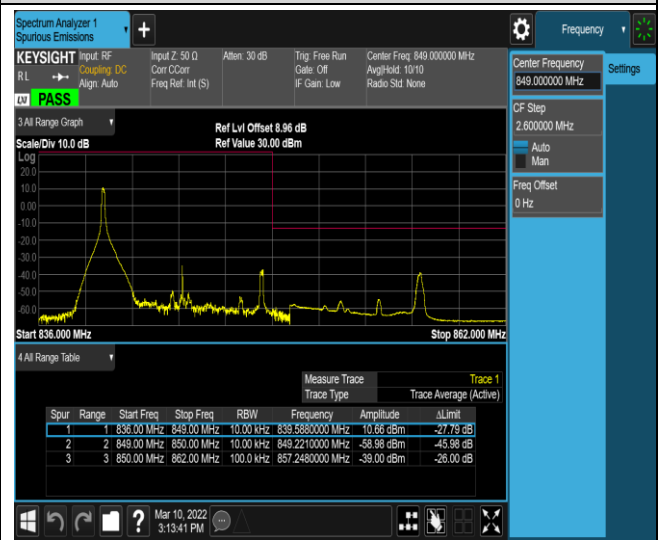 Spectrum Analyzer 1
Spurious Emissions
+
Frequency
KEYSIGHT Input: RF Input Z: 50 Ω Atten: 30 dB Trig: Free Run Center Freq: 849.000000 MHz
RL Coupling: DC Corr CCorr Gate: Off Avg|Hold: 10/10
Align: Auto Freq Ref: Int (S) IF Gain: Low Radio Std: None
LXI PASS
Center Frequency
849.000000 MHz
Settings
CF Step
2.600000 MHz
Auto
Man
Freq Offset
0 Hz
3 All Range Graph
Ref Lvl Offset 8.96 dB
Scale/Div 10.0 dB Ref Value 30.00 dBm
Log
20.0
10.0
0.00
-10.0
-20.0
-30.0
-40.0
-50.0
-60.0
Start 836.000 MHz Stop 862.000 MHz
4 All Range Table
Measure Trace Trace 1
Trace Type Trace Average (Active)
Spur Range Start Freq Stop Freq RBW Frequency Amplitude ΔLimit
1 1 836.00 MHz 849.00 MHz 10.00 kHz 839.5880000 MHz 10.66 dBm -27.79 dB
2 2 849.00 MHz 850.00 MHz 10.00 kHz 849.2210000 MHz -58.98 dBm -45.98 dB
3 3 850.00 MHz 862.00 MHz 100.0 kHz 857.2480000 MHz -39.00 dBm -26.00 dB
? Mar 10, 2022
3:13:41 PM